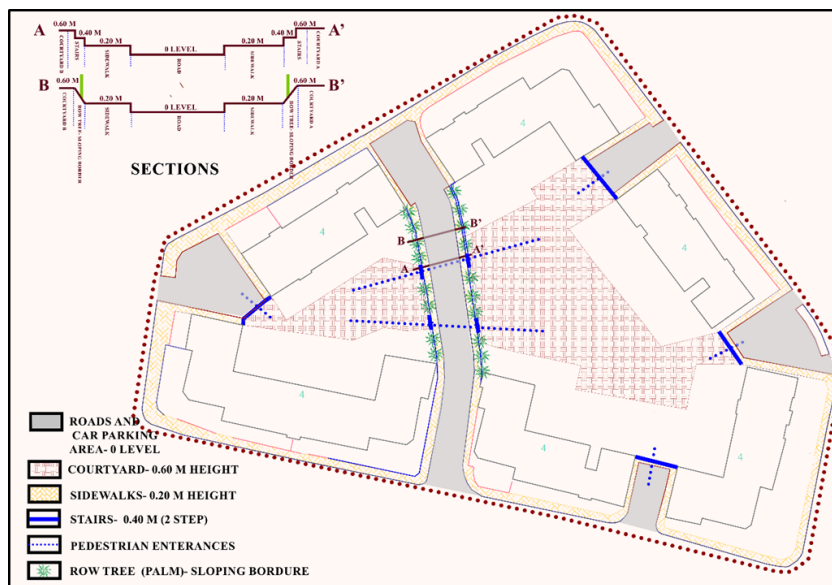 0.60 M
0.60 M
A
0.40 M
0.20 M
0 LEVEL
0.20 M
0.40 M
A'
COURTYARD B
STAIRS
SIDEWALK
ROAD
SIDEWALK
STAIRS
COURTYARD A
B
0.60 M
0.20 M
0 LEVEL
0.20 M
0.60 M
B'
COURTYARD B
ROW TREE- SLOPING BORDER
SIDEWALK
ROAD
SIDEWALK
ROW TREE- SLOPING BORDER
COURTYARD A
SECTIONS
4
4
4
B
B'
A
A'
4
4
4
ROADS AND
CAR PARKING
AREA- 0 LEVEL
COURTYARD- 0.60 M HEIGHT
SIDEWALKS- 0.20 M HEIGHT
STAIRS- 0.40 M (2 STEP)
PEDESTRIAN ENTERANCES
ROW TREE (PALM)- SLOPING BORDURE